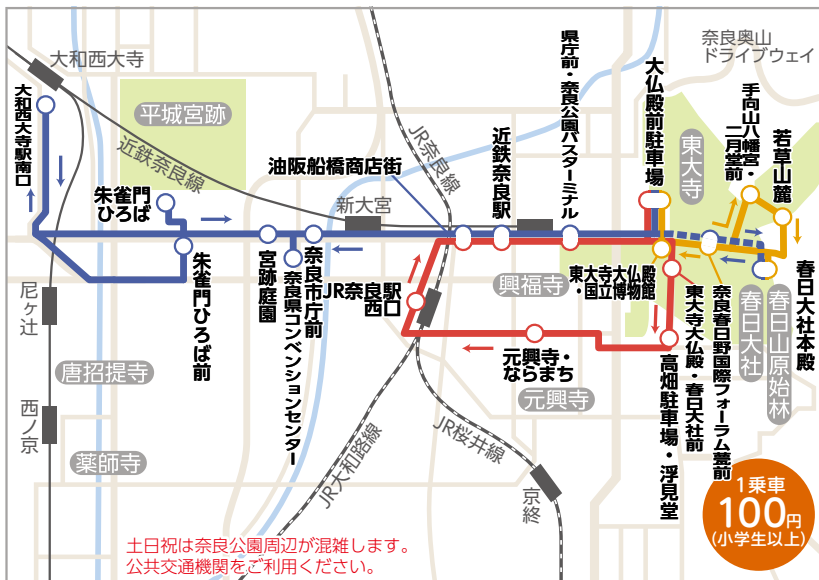 大和西大寺
大和西大寺駅南口
平城宮跡
近鉄奈良線
朱雀門
ひろば
朱雀門ひろば前
尼ヶ辻
唐招提寺
西ノ京
薬師寺
新大宮
宮跡庭園
奈良県コンベンションセンター
奈良市庁前
油阪船橋商店街
JR奈良線
近鉄奈良駅
県庁前・奈良公園バスターミナル
JR奈良駅
西口
興福寺
元興寺・
ならまち
元興寺
JR大和路線
JR桜井線
京終
大仏殿前駐車場
東大寺
奈良奥山
ドライブウェイ
手向山八幡宮・
二月堂前
若草山麓
東大寺大仏殿
・国立博物館
春日大社
春日山原始林
春日大社本殿
奈良春日野国際フォーラム甍前
東大寺大仏殿・春日大社前
高畑駐車場・浮見堂
1乗車
100円
(小学生以上)
土日祝は奈良公園周辺が混雑します。
公共交通機関をご利用ください。